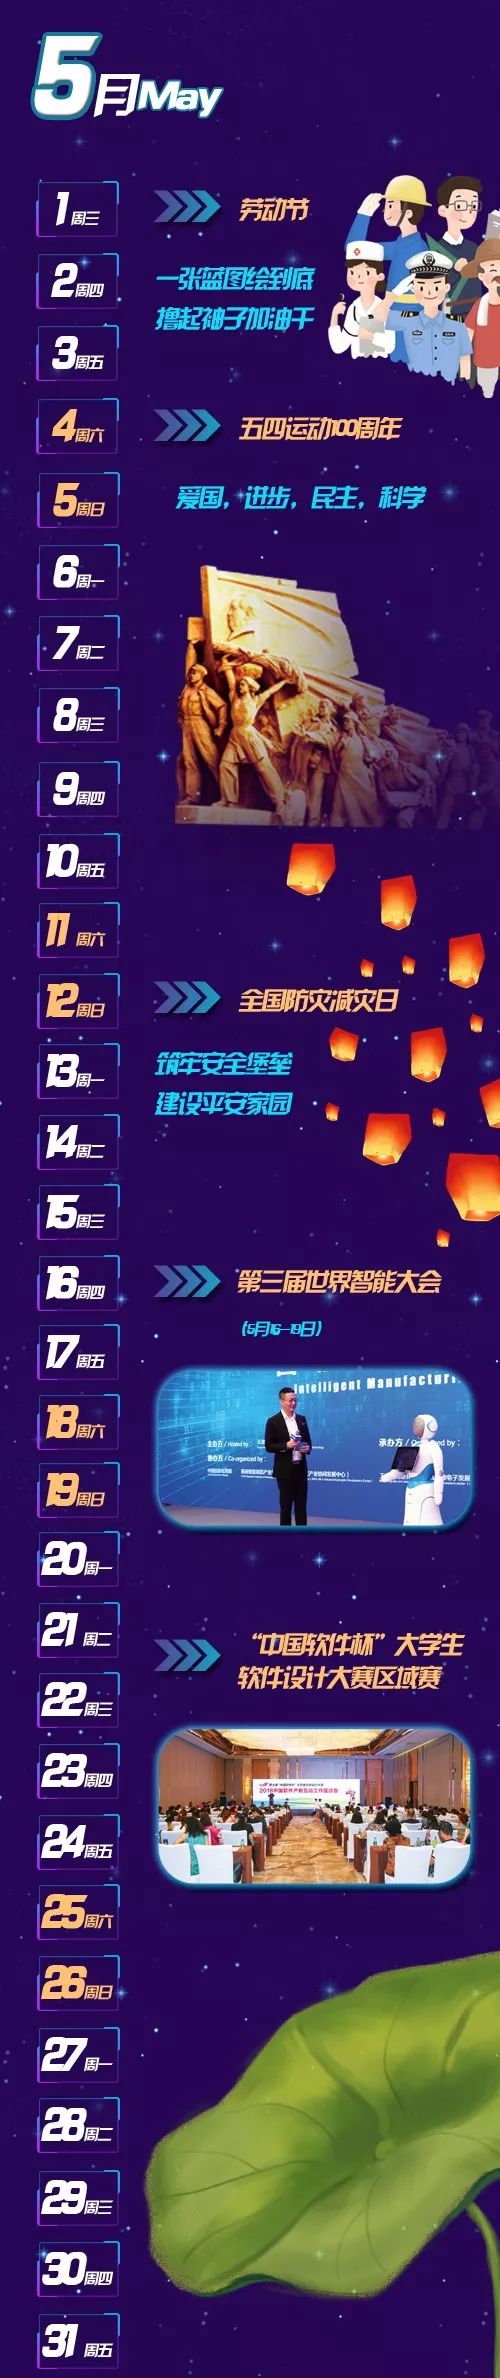 5月May
1周三
劳动节
2周四
一张蓝图绘到底
撸起袖子加油干
3周五
4周六
五四运动100周年
5周日
爱国，进步，民主，科学
6周一
7周二
8周三
9周四
10周五
11周六
12周日
全国防灾减灾日
13周一
筑牢安全堡垒
建设平安家园
14周二
15周三
16周四
第三届世界智能大会
(5月16-19日)
17周五
Intelligent Manufactur
主办方 / Hosted by :
承办方 /
协办方 / Co-organized by :
18周六
19周日
20周一
21周二
“中国软件杯”大学生
软件设计大赛区域赛
22周三
23周四
2018中国软件产教互动工作座谈会
24周五
25周六
26周日
27周一
28周二
29周三
30周四
31周五